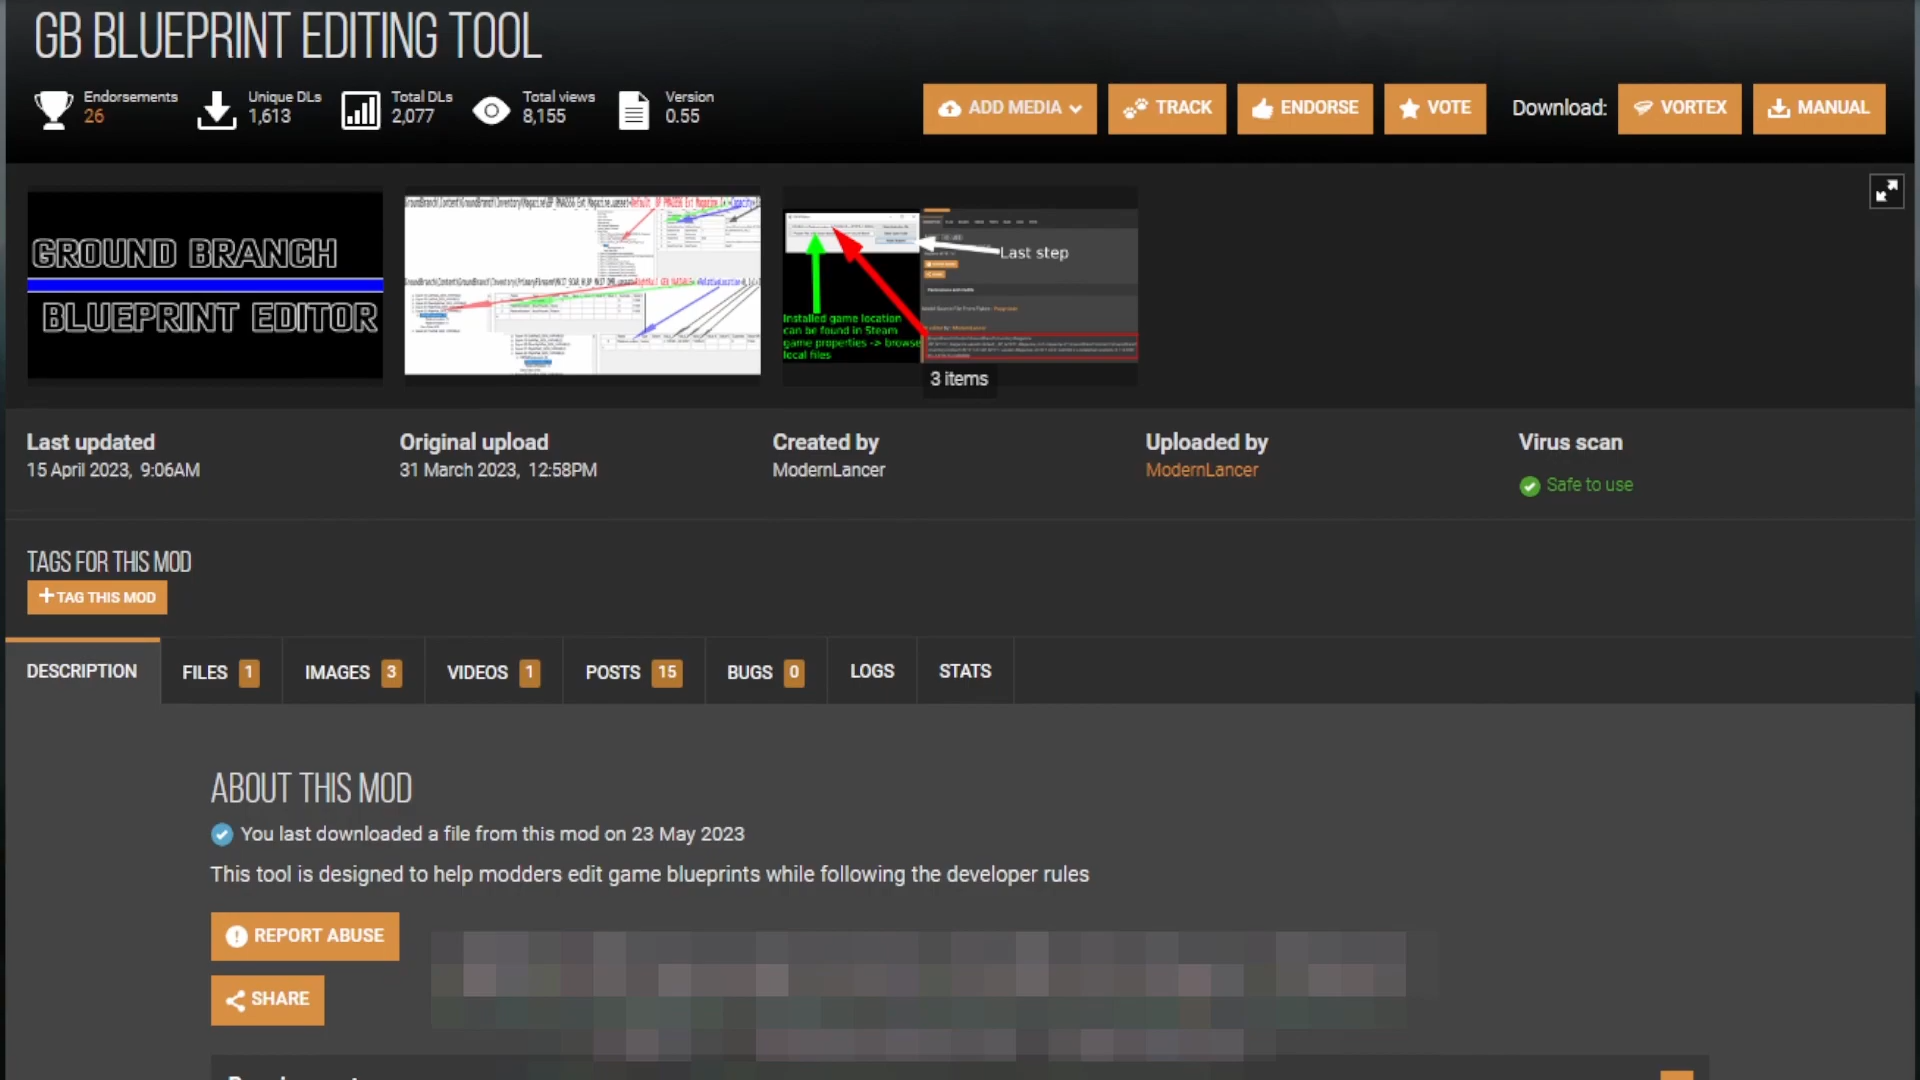 GB BLUEPRINT EDITING TOOL
Endorsements
26
Unique DLs
1,613
Total DLs
2,077
Total views
8,155
Version
0.55
ADD MEDIA
TRACK
ENDORSE
VOTE
Download:
VORTEX
MANUAL
GROUND BRANCH
BLUEPRINT EDITOR
Last step
Installed game location
can be found in Steam
game properties -> browse
local files
3 items
Last updated
15 April 2023, 9:06AM
Original upload
31 March 2023, 12:58PM
Created by
ModernLancer
Uploaded by
ModernLancer
Virus scan
Safe to use
TAGS FOR THIS MOD
+TAG THIS MOD
DESCRIPTION
FILES 1
IMAGES 3
VIDEOS 1
POSTS 15
BUGS 0
LOGS
STATS
ABOUT THIS MOD
You last downloaded a file from this mod on 23 May 2023
This tool is designed to help modders edit game blueprints while following the developer rules
REPORT ABUSE
SHARE